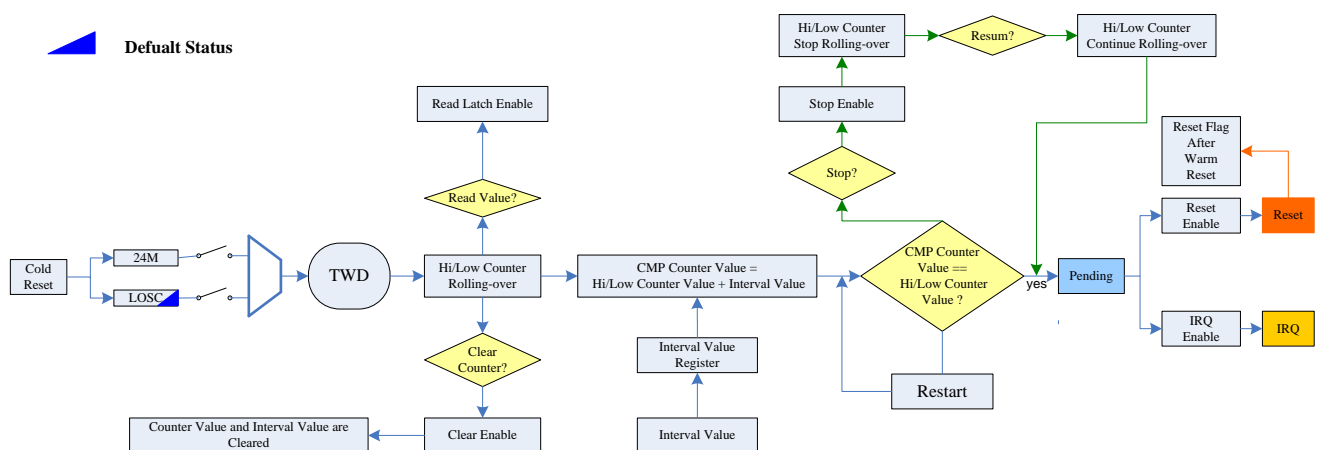 Defualt Status
Hi/Low Counter
Stop Rolling-over
Resum?
Hi/Low Counter
Continue Rolling-over
Read Latch Enable
Stop Enable
Reset Flag
After
Warm
Reset
Stop?
Read Value?
Reset
Enable
Reset
Cold
Reset
24M
LOSC
TWD
Hi/Low Counter
Rolling-over
CMP Counter Value =
Hi/Low Counter Value + Interval Value
CMP Counter
Value ==
Hi/Low Counter
Value ?
yes
Pending
Clear
Counter?
Interval Value
Register
IRQ
Enable
IRQ
Restart
Counter Value and Interval Value are
Cleared
Clear Enable
Interval Value